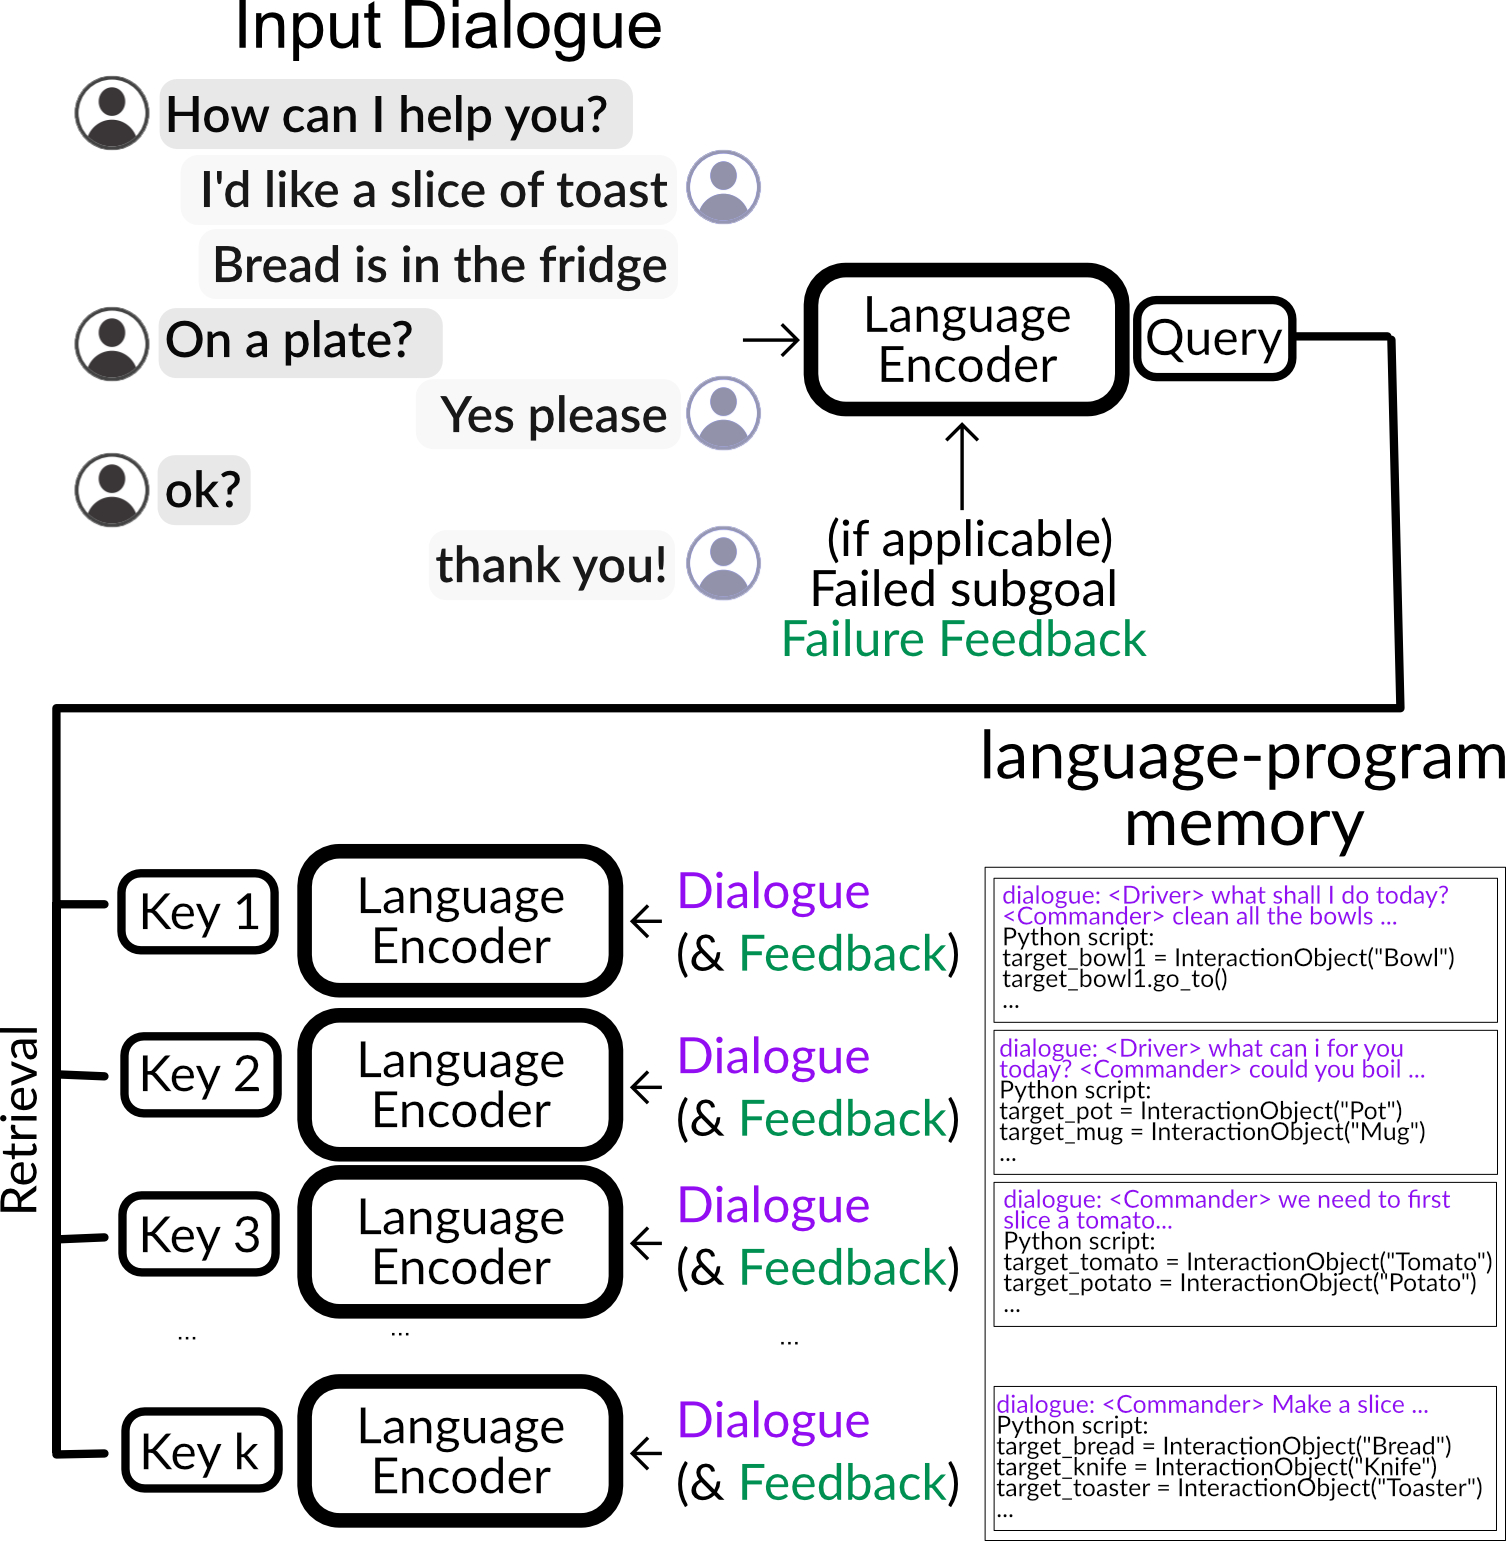 Input Dialogue
How can I help you?
I'd like a slice of toast
Bread is in the fridge
On a plate?
Yes please
ok?
thank you!
Language
Encoder
Query
(if applicable)
Failed subgoal
Failure Feedback
Retrieval
language-program
memory
Key 1
Language
Encoder
Dialogue
(& Feedback)
dialogue: <Driver> what shall I do today?
<Commander> clean all the bowls ...
Python script:
target_bowl1 = InteractionObject("Bowl")
target_bowl1.go_to()
...
Key 2
Language
Encoder
Dialogue
(& Feedback)
dialogue: <Driver> what can i for you
today? <Commander> could you boil ...
Python script:
target_pot = InteractionObject("Pot")
target_mug = InteractionObject("Mug")
...
Key 3
Language
Encoder
Dialogue
(& Feedback)
dialogue: <Commander> we need to first
slice a tomato...
Python script:
target_tomato = InteractionObject("Tomato")
target_potato = InteractionObject("Potato")
...
... ... ...
Key k
Language
Encoder
Dialogue
(& Feedback)
dialogue: <Commander> Make a slice ...
Python script:
target_bread = InteractionObject("Bread")
target_knife = InteractionObject("Knife")
target_toaster = InteractionObject("Toaster")
...